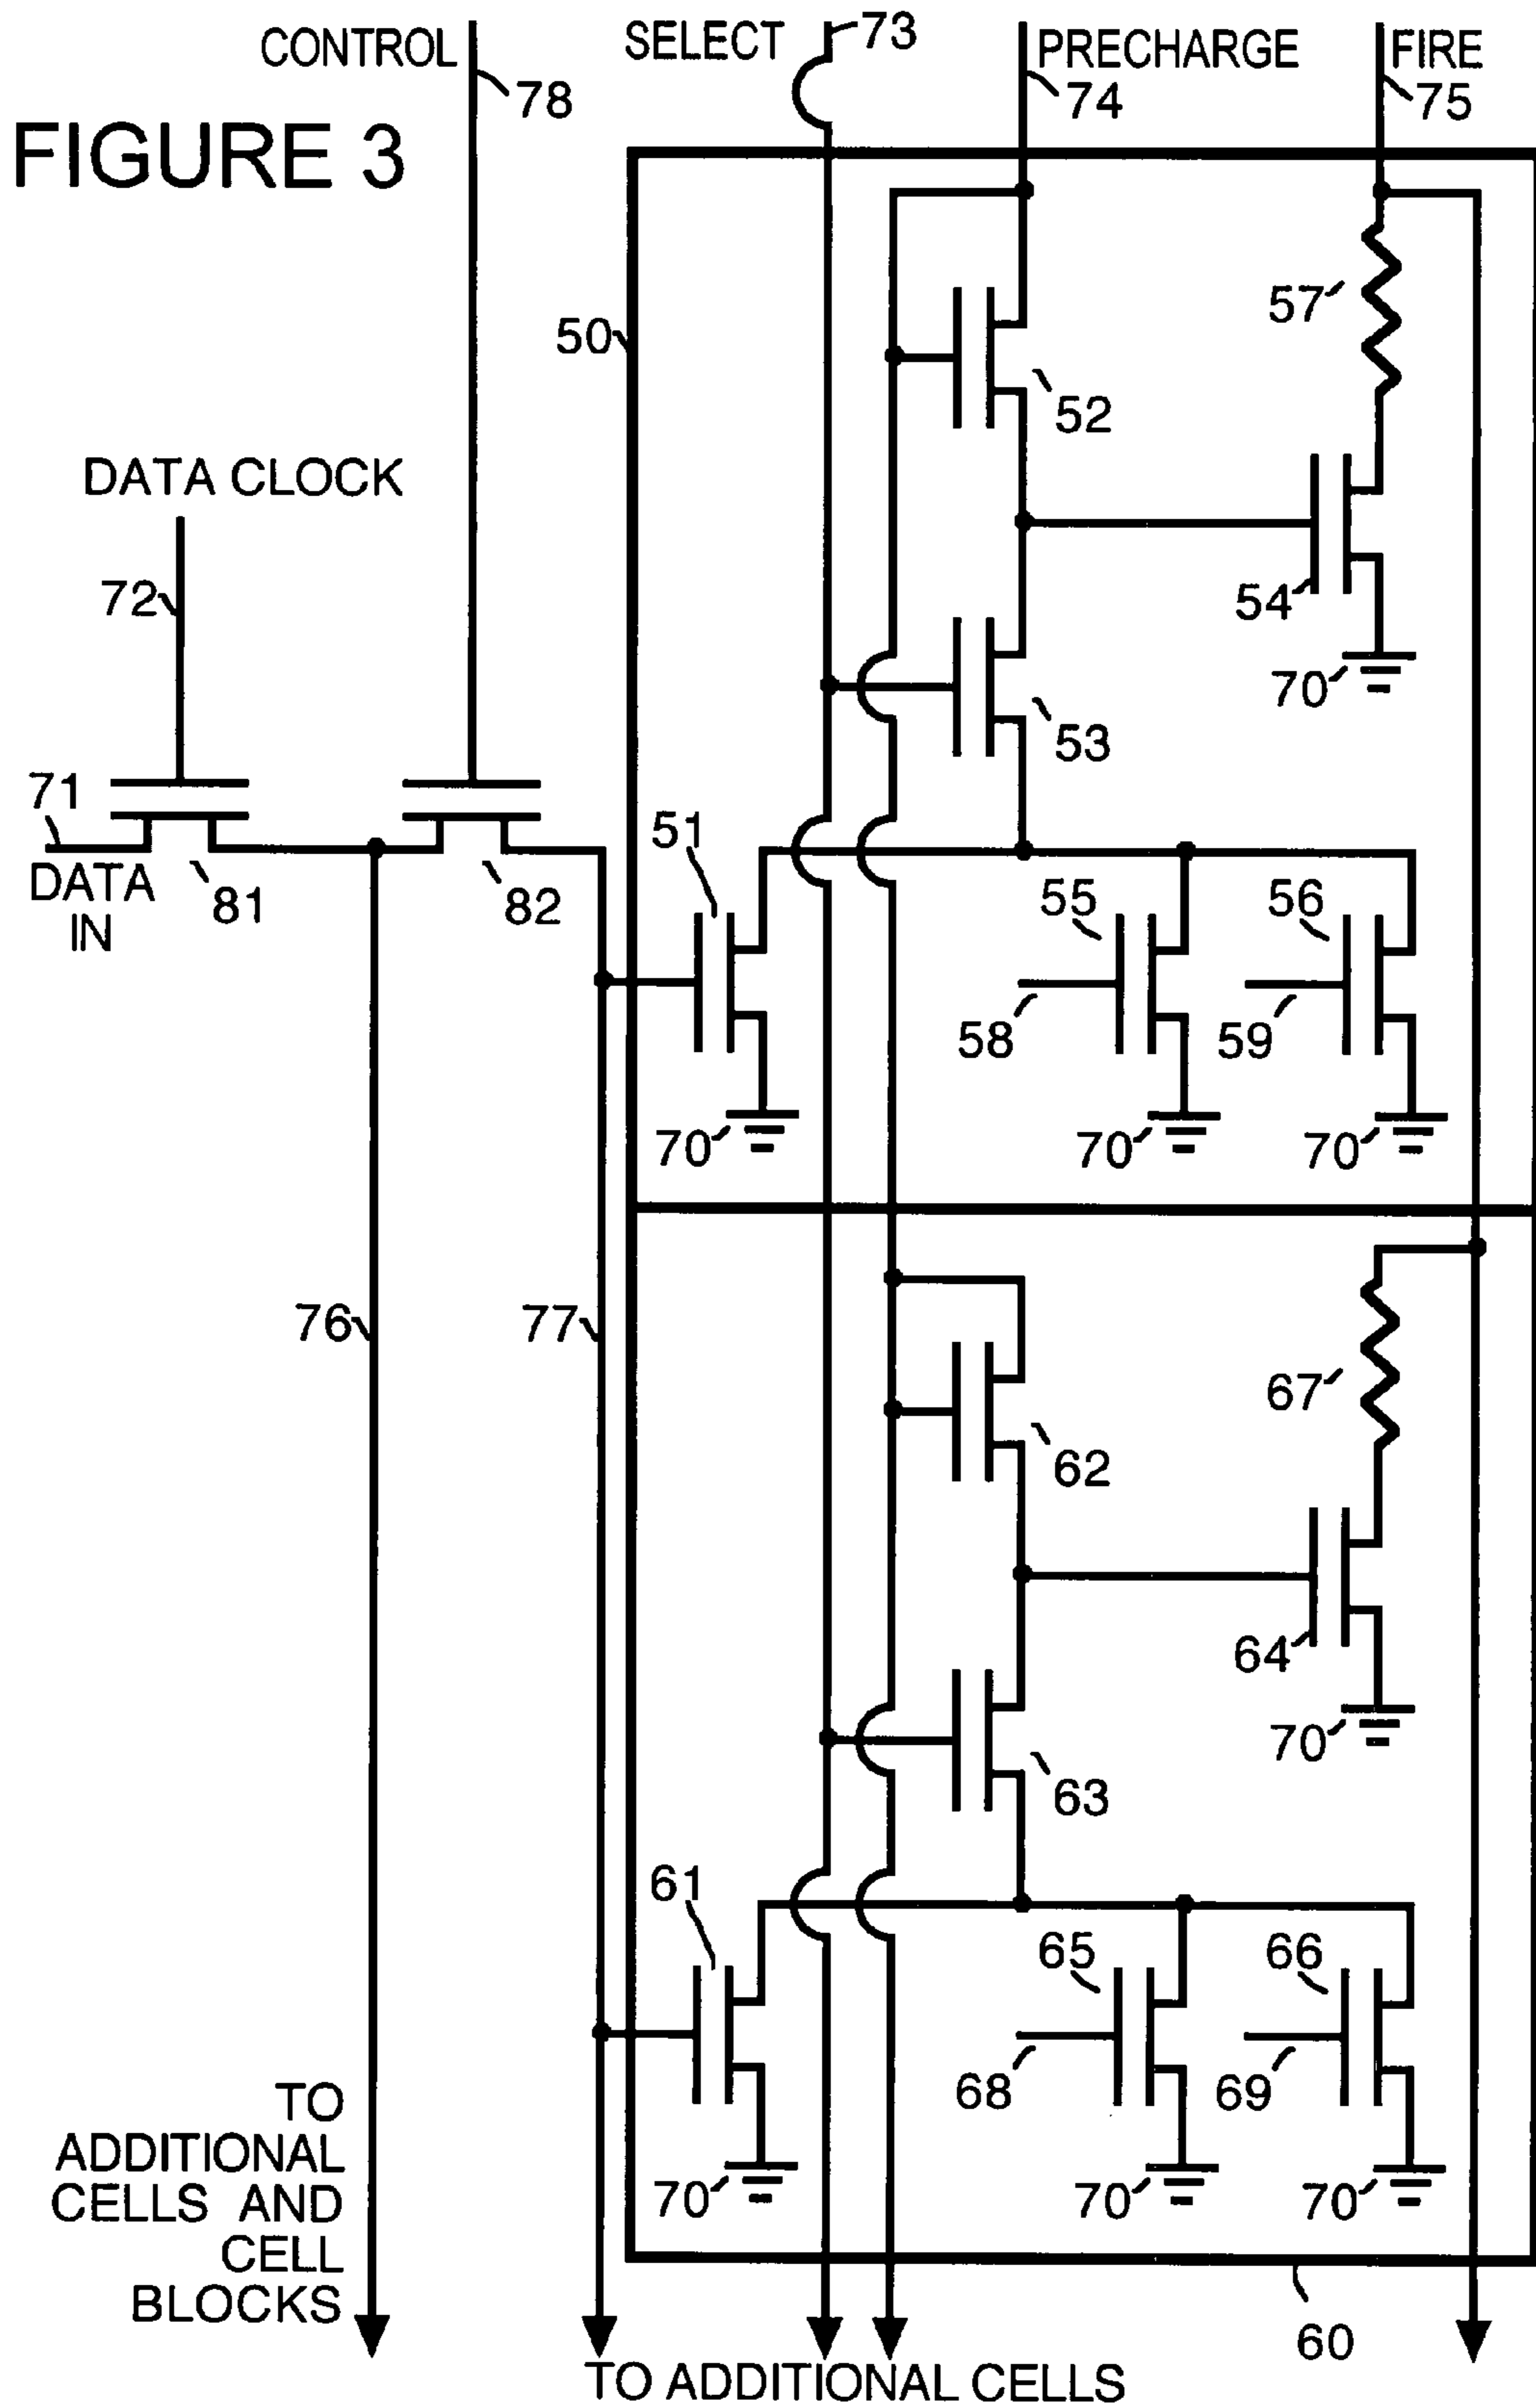 FIGURE 3
CONTROL
78
SELECT
73
PRECHARGE
74
FIRE
75
50
52
57
DATA CLOCK
72
54
70
53
71
DATA
IN
81
82
51
55
56
58
59
70
70
70
76
77
62
67
64
70
63
61
65
66
68
69
70
70
70
TO
ADDITIONAL
CELLS AND
CELL
BLOCKS
60
TO ADDITIONAL CELLS